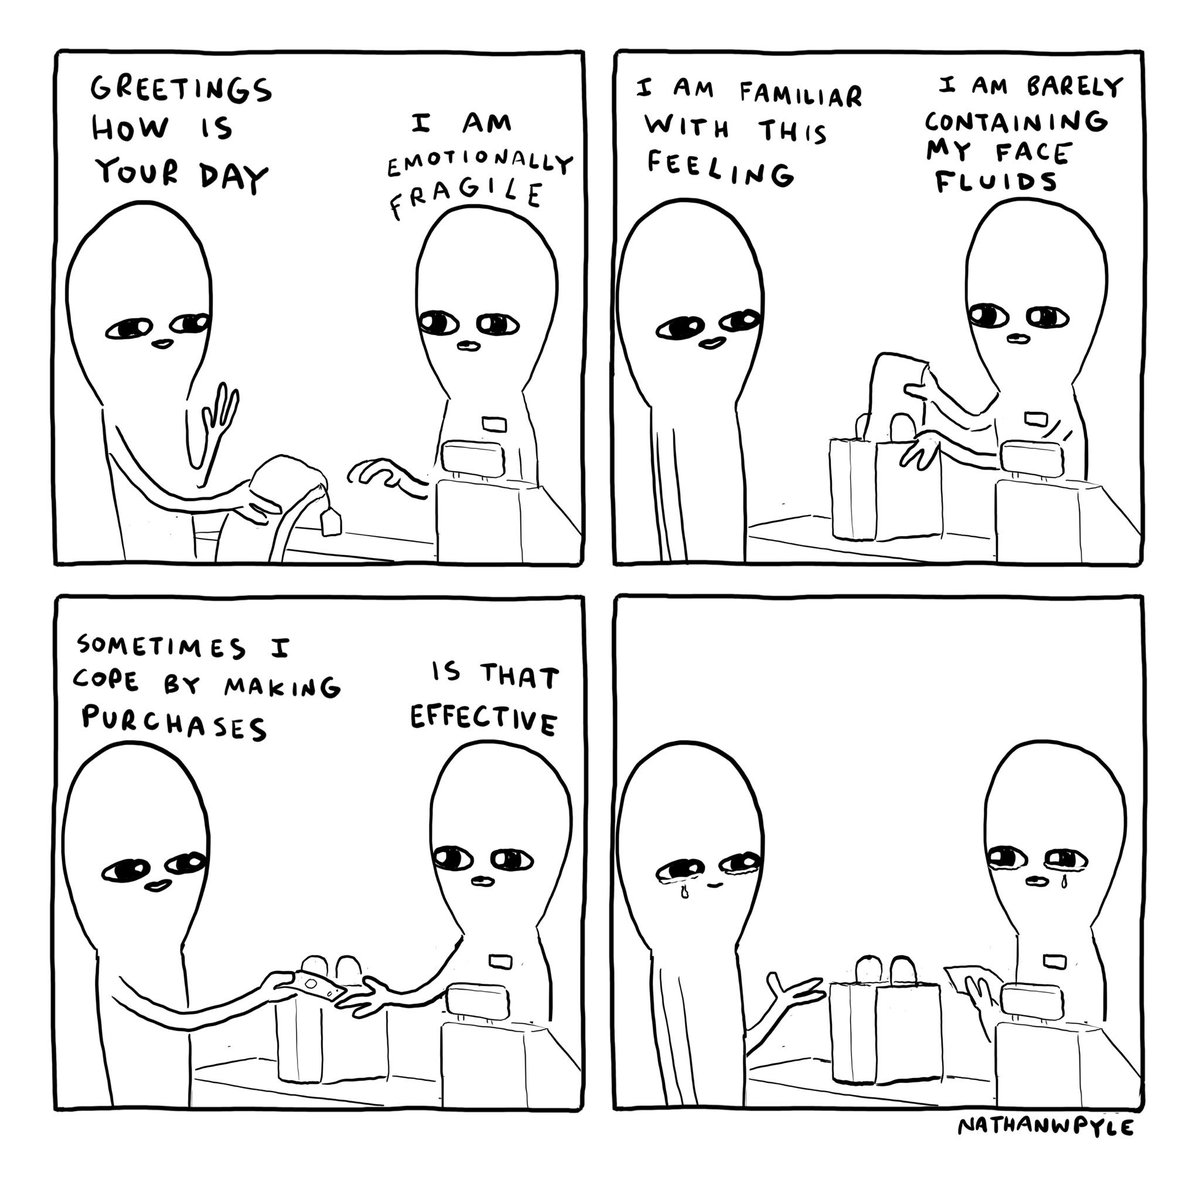 GREETINGS
HOW IS
YOUR DAY
I AM
EMOTIONALLY
FRAGILE
I AM FAMILIAR
WITH THIS
FEELING
I AM BARELY
CONTAINING
MY FACE
FLUIDS
SOMETIMES I
COPE BY MAKING
PURCHASES
IS THAT
EFFECTIVE
NATHANWPYLE